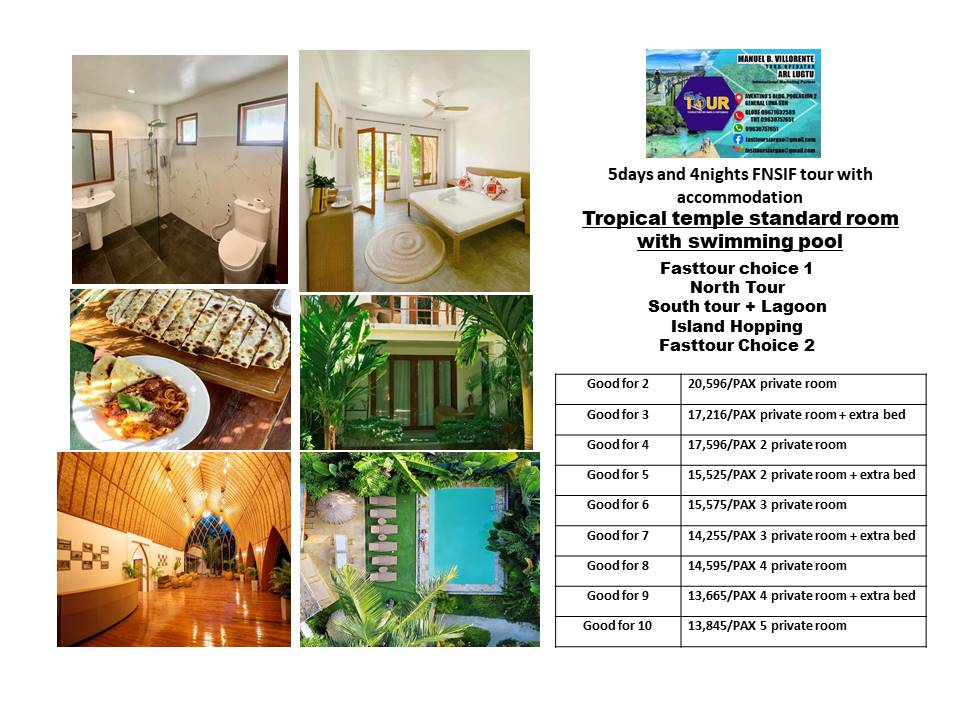 MANUEL B. VILLORENTE
TOUR OPERATOR
ARL LUGTU
International Marketing Partner
TOUR
AVENTINO'S BLDG. POBLACION 2
GENERAL LUNA SDN
GLOBE 09671632589
TNT 09630757651
09630757651
fasttoursiargao@gmail.com
fasttoursiargao@gmail.com
5days and 4nights FNSIF tour with
accommodation
Tropical temple standard room
with swimming pool
Fasttour choice 1
North Tour
South tour + Lagoon
Island Hopping
Fasttour Choice 2
Good for 2 20,596/PAX private room
Good for 3 17,216/PAX private room + extra bed
Good for 4 17,596/PAX 2 private room
Good for 5 15,525/PAX 2 private room + extra bed
Good for 6 15,575/PAX 3 private room
Good for 7 14,255/PAX 3 private room + extra bed
Good for 8 14,595/PAX 4 private room
Good for 9 13,665/PAX 4 private room + extra bed
Good for 10 13,845/PAX 5 private room